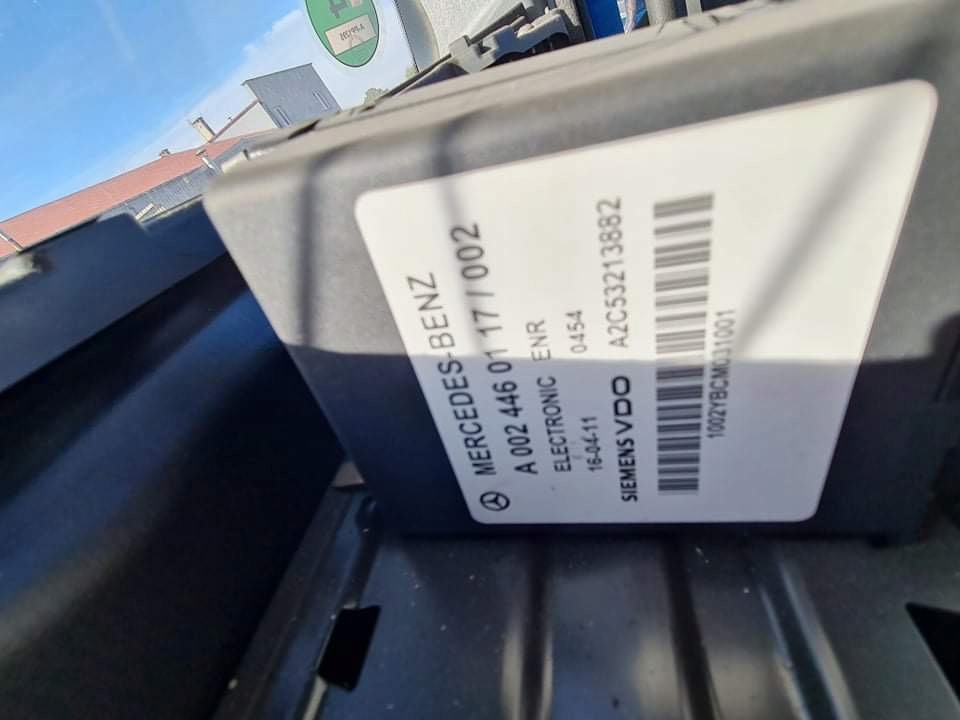 MERCEDES-BENZ
A 002 446 01 17 / 002
ELECTRONIC ENR
16-04-11 0454
SIEMENS VDO A2C53213882
1002YBCM031001